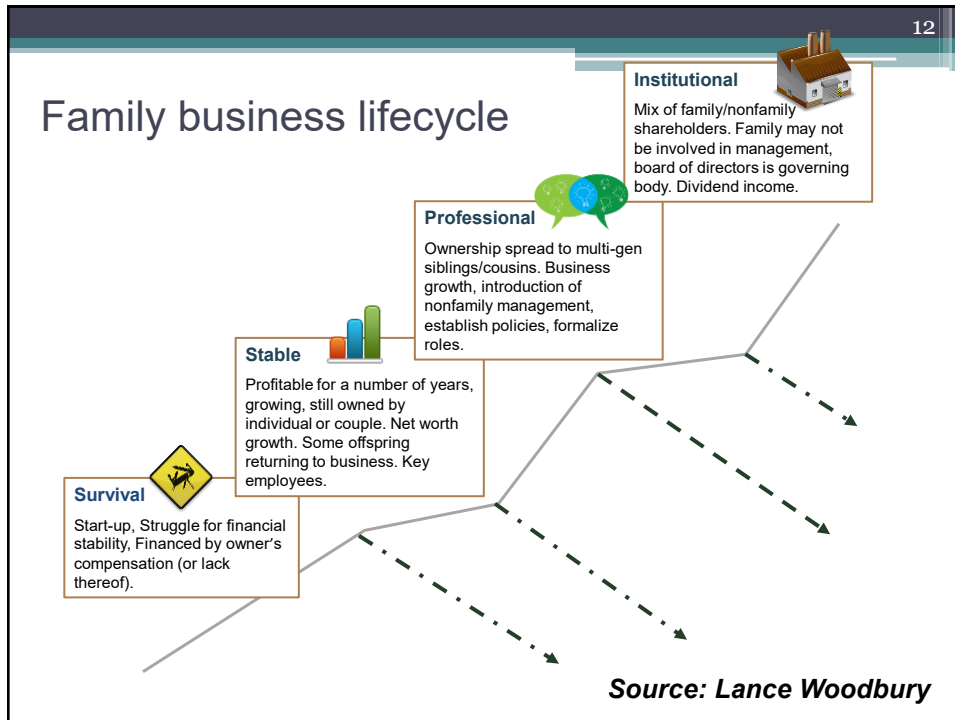 12
Family business lifecycle
Institutional
Mix of family/nonfamily
shareholders. Family may not
be involved in management,
board of directors is governing
body. Dividend income.
Professional
Ownership spread to multi-gen
siblings/cousins. Business
growth, introduction of
nonfamily management,
establish policies, formalize
roles.
Stable
Profitable for a number of years,
growing, still owned by
individual or couple. Net worth
growth. Some offspring
returning to business. Key
employees.
Survival
Start-up, Struggle for financial
stability, Financed by owner's
compensation (or lack
thereof).
Source: Lance Woodbury